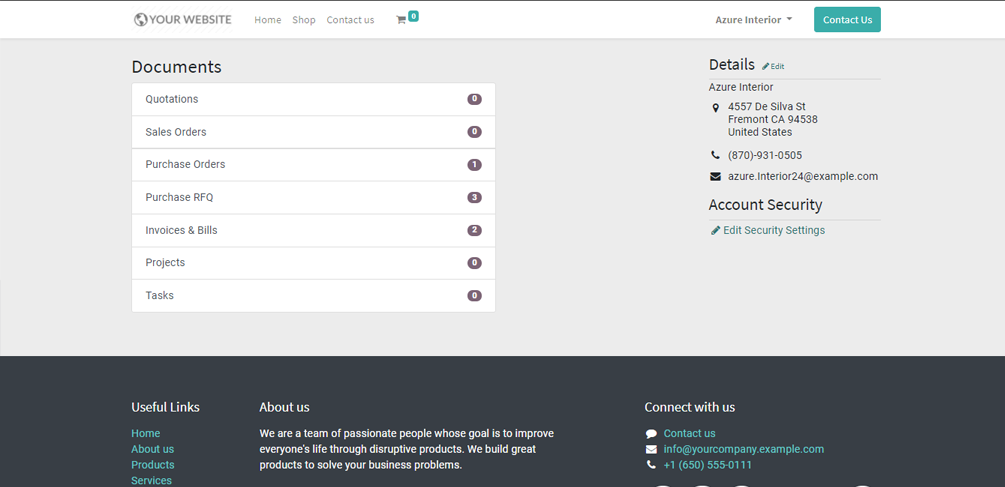 YOUR WEBSITE
Home
Shop
Contact us
0
Azure Interior
Contact Us
Documents
Quotations 0
Sales Orders 0
Purchase Orders 1
Purchase RFQ 3
Invoices & Bills 2
Projects 0
Tasks 0
Details Edit
Azure Interior
4557 De Silva St
Fremont CA 94538
United States
(870)-931-0505
azure.Interior24@example.com
Account Security
Edit Security Settings
Useful Links
Home
About us
Products
Services
About us
We are a team of passionate people whose goal is to improve
everyone's life through disruptive products. We build great
products to solve your business problems.
Connect with us
Contact us
info@yourcompany.example.com
+1 (650) 555-0111